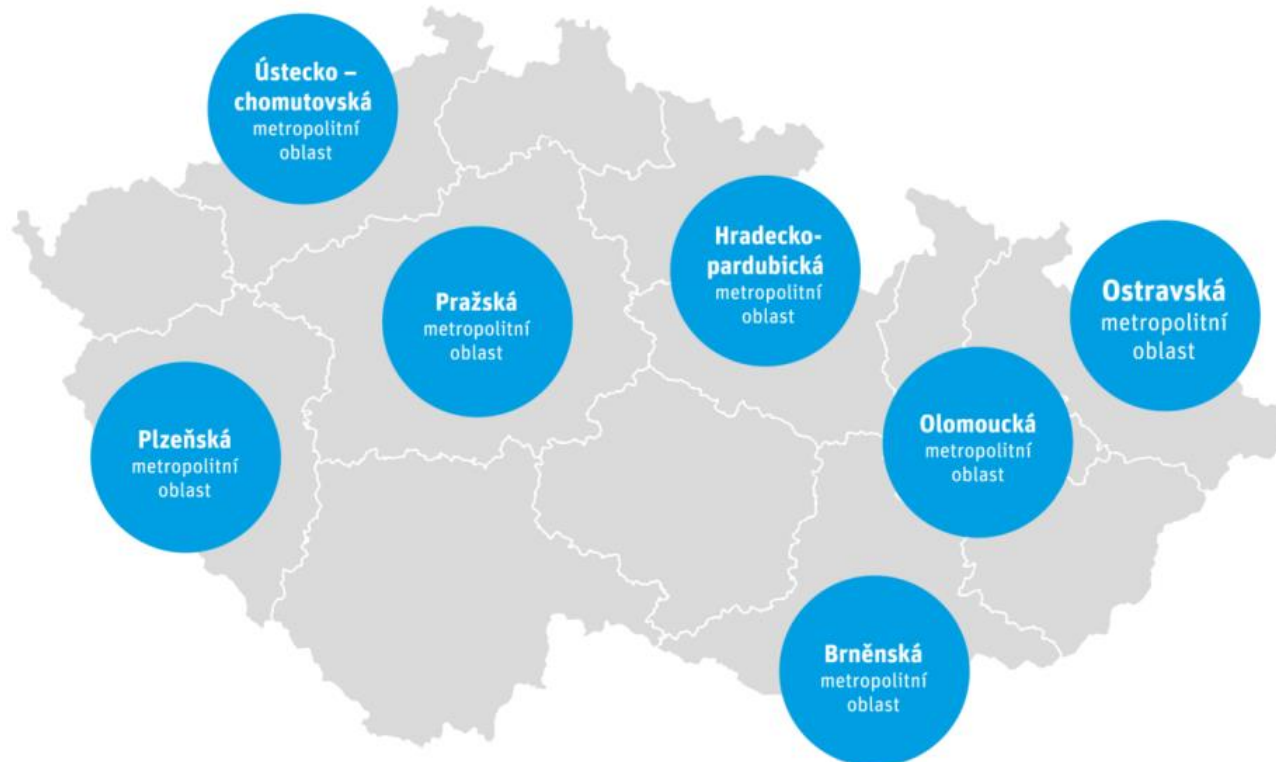 Ústecko –
chomutovská
metropolitní
oblast
Hradecko-
pardubická
metropolitní
oblast
Pražská
metropolitní
oblast
Ostravská
metropolitní
oblast
Plzeňská
metropolitní
oblast
Olomoucká
metropolitní
oblast
Brněnská
metropolitní
oblast